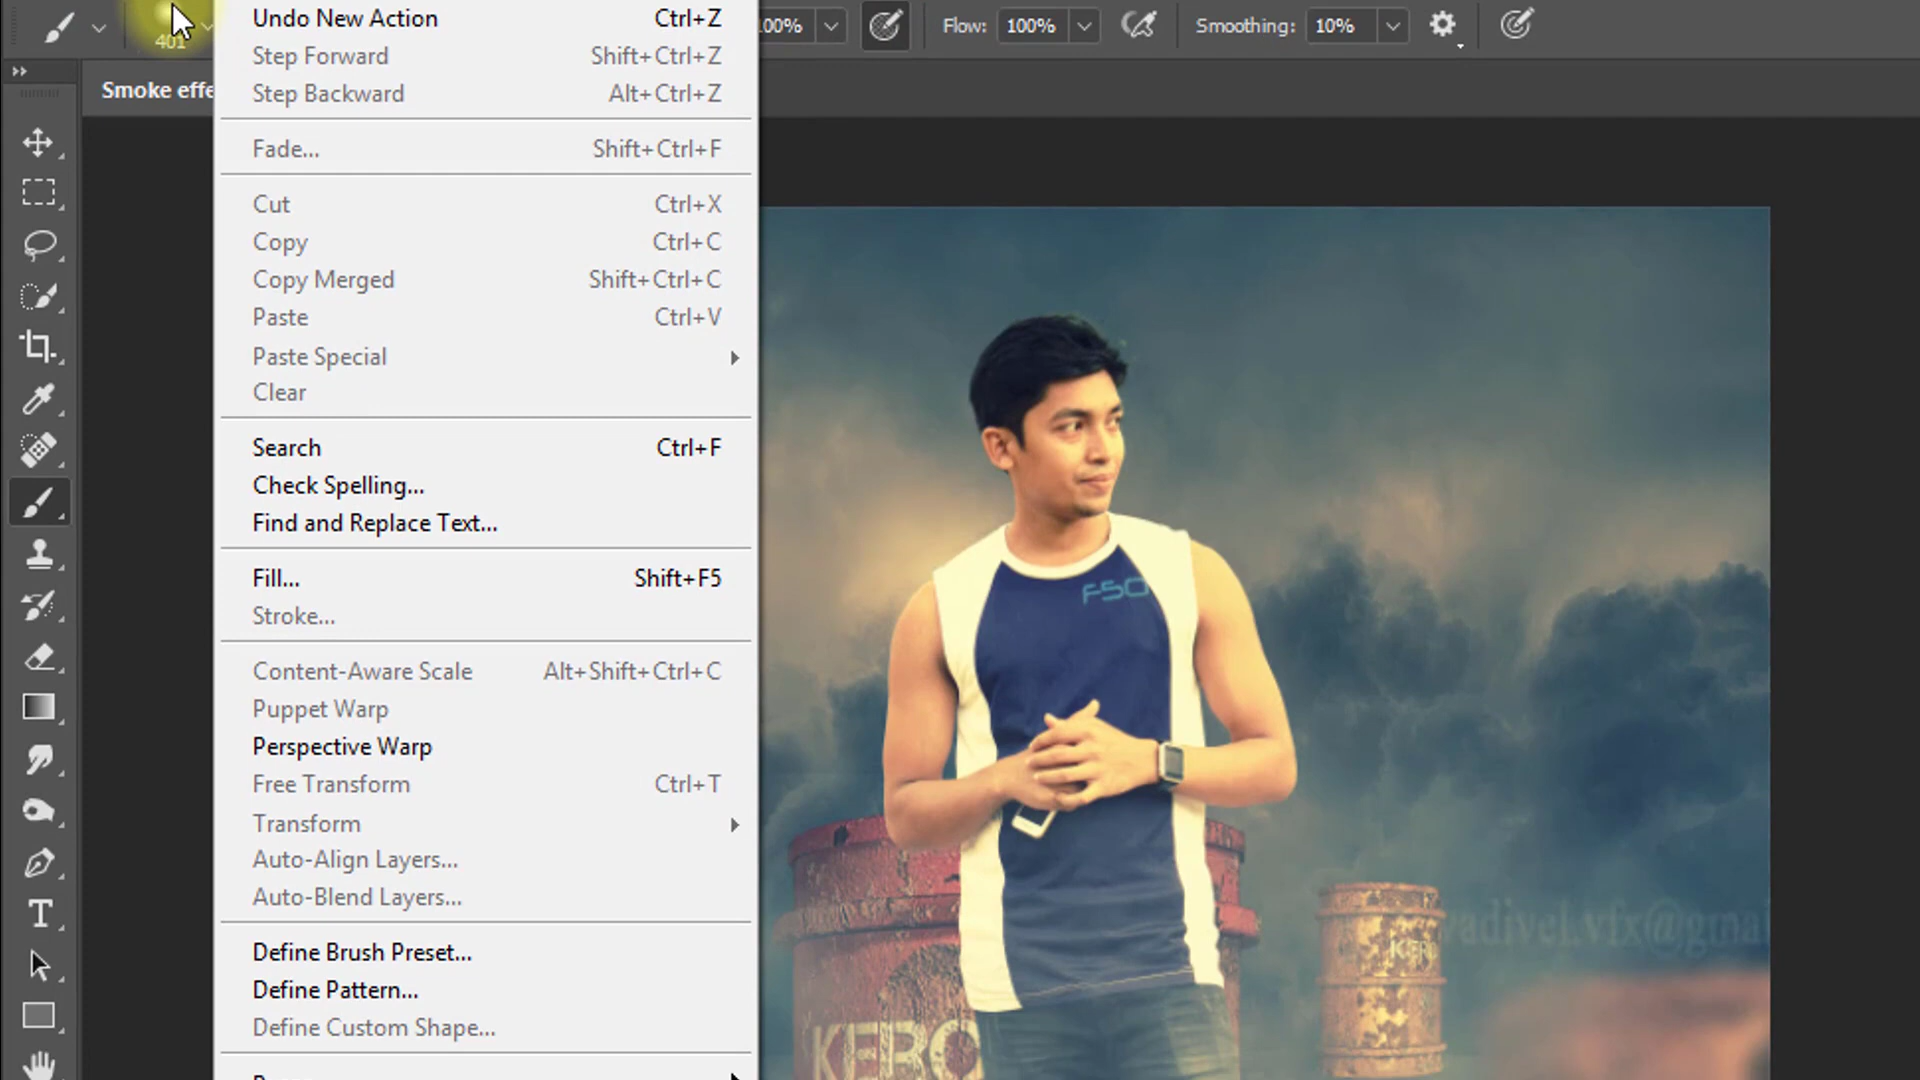 401
Undo New Action Ctrl+Z
100%
Flow: 100%
Smoothing: 10%
Step Forward Shift+Ctrl+Z
Smoke effe
Step Backward Alt+Ctrl+Z
Fade... Shift+Ctrl+F
Cut Ctrl+X
Copy Ctrl+C
Copy Merged Shift+Ctrl+C
Paste Ctrl+V
Paste Special
Clear
Search Ctrl+F
Check Spelling...
Find and Replace Text...
Fill... Shift+F5
Stroke...
F50
Content-Aware Scale Alt+Shift+Ctrl+C
Puppet Warp
Perspective Warp
Free Transform Ctrl+T
Transform
Auto-Align Layers...
Auto-Blend Layers...
vadivel.vfx@gmai
KERO
Define Brush Preset...
Define Pattern...
Define Custom Shape...
KERO